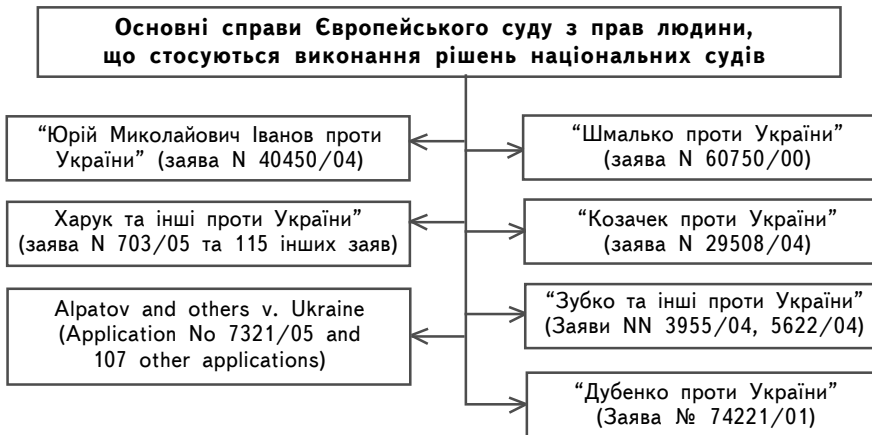 Основні справи Європейського суду з прав людини,
що стосуються виконання рішень національних судів
“Юрій Миколайович Іванов проти
України” (заява N 40450/04)
Харук та інші проти України”
(заява N 703/05 та 115 інших заяв)
Alpatov and others v. Ukraine
(Application No 7321/05 and
107 other applications)
“Шмалько проти України”
(заява N 60750/00)
“Козачек проти України”
(заява N 29508/04)
“Зубко та інші проти України”
(Заяви NN 3955/04, 5622/04)
“Дубенко проти України”
(Заява № 74221/01)